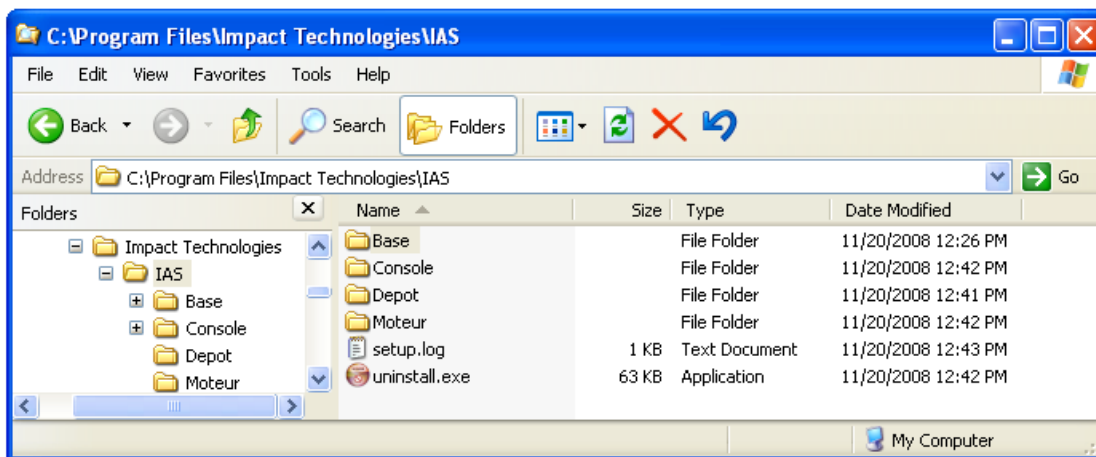 C:\Program Files\Impact Technologies\IAS
File Edit View Favorites Tools Help
Back Search Folders
Address C:\Program Files\Impact Technologies\IAS Go
Folders Name Size Type Date Modified
Impact Technologies Base File Folder 11/20/2008 12:26 PM
IAS Console File Folder 11/20/2008 12:42 PM
Base Depot File Folder 11/20/2008 12:41 PM
Console Moteur File Folder 11/20/2008 12:42 PM
Depot setup.log 1 KB Text Document 11/20/2008 12:43 PM
Moteur uninstall.exe 63 KB Application 11/20/2008 12:42 PM
My Computer